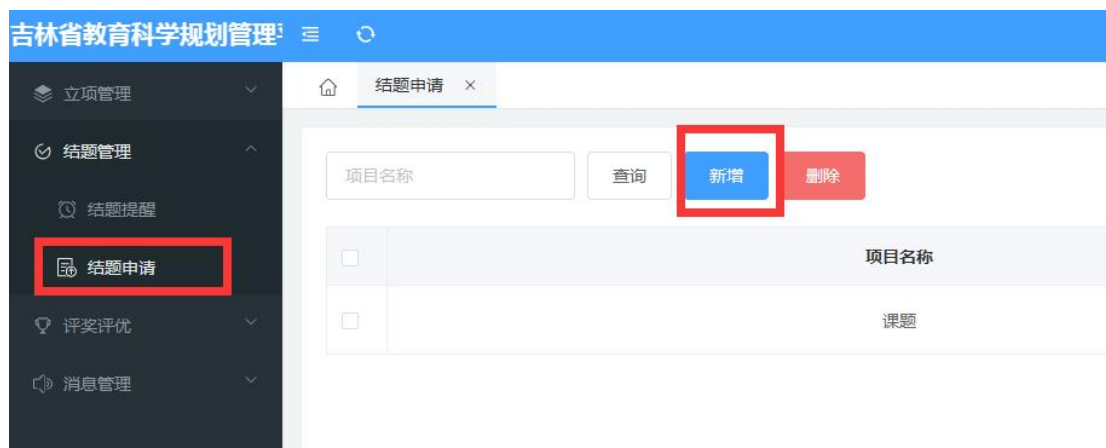 吉林省教育科学规划管理
立项管理
结题管理
结题提醒
结题申请
评奖评优
消息管理
结题申请
项目名称 查询 新增 删除
项目名称
课题